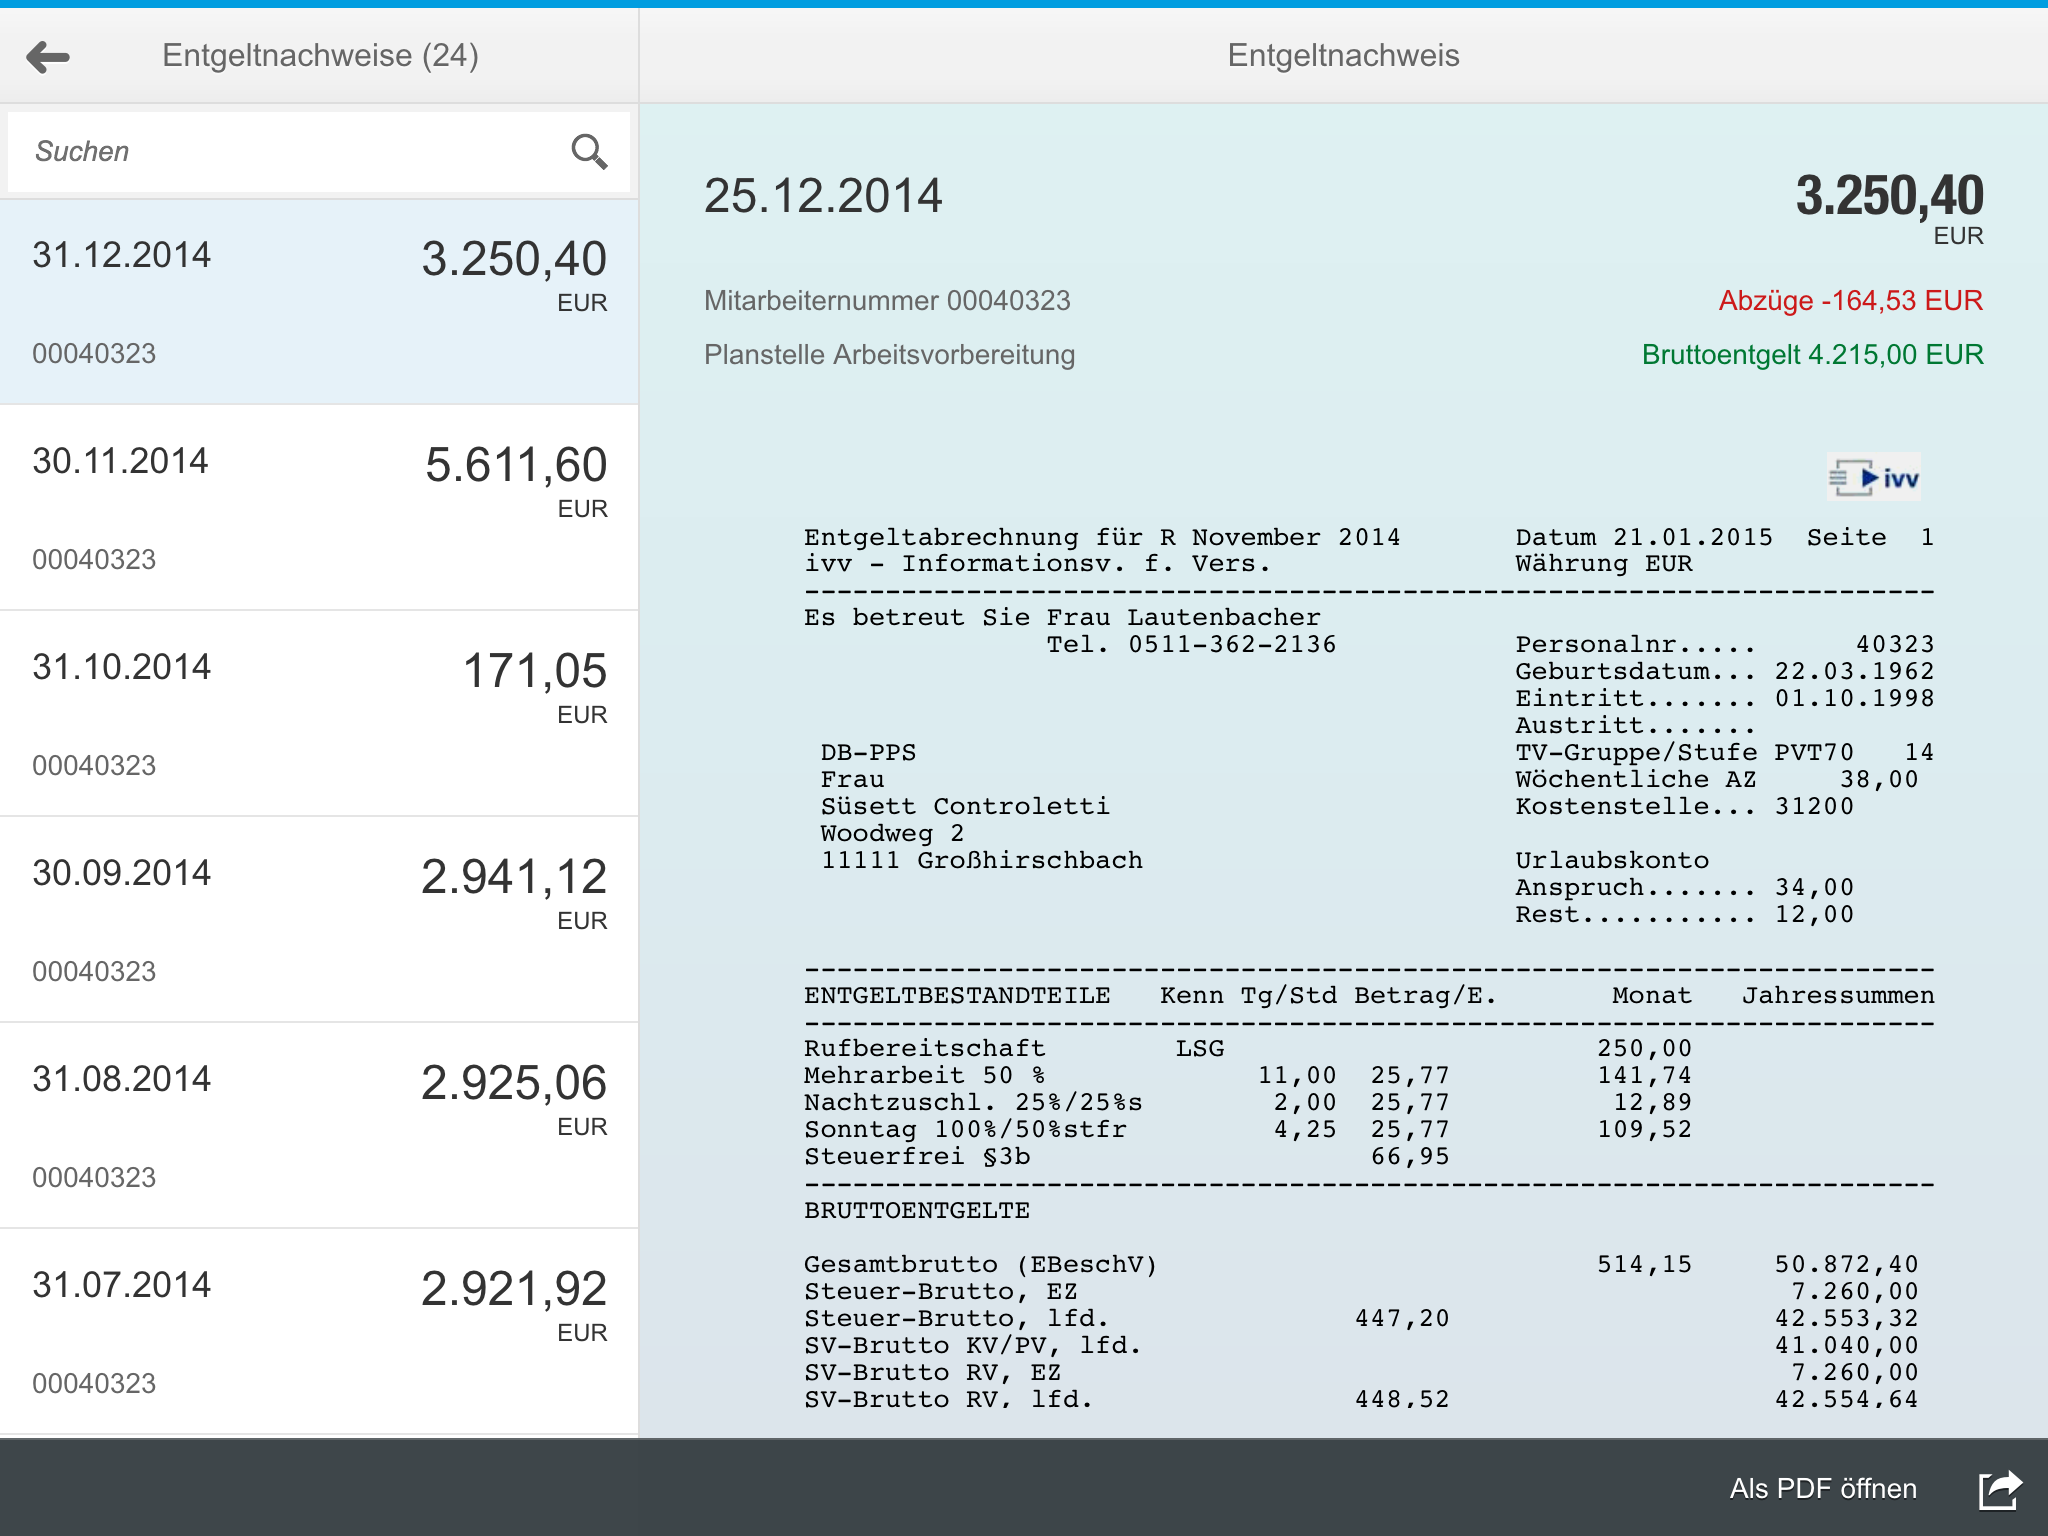 Entgeltnachweise (24)
Suchen
31.12.2014 3.250,40
EUR
00040323
30.11.2014 5.611,60
EUR
00040323
31.10.2014 171,05
EUR
00040323
30.09.2014 2.941,12
EUR
00040323
31.08.2014 2.925,06
EUR
00040323
31.07.2014 2.921,92
EUR
00040323
Entgeltnachweis
25.12.2014 3.250,40
EUR
Mitarbeiternummer 00040323 Abzüge -164,53 EUR
Planstelle Arbeitsvorbereitung Bruttoentgelt 4.215,00 EUR
ivv
Entgeltabrechnung für R November 2014 Datum 21.01.2015 Seite 1
ivv - Informationsv. f. Vers. Währung EUR
--------------------------------------------------------------
Es betreut Sie Frau Lautenbacher
Tel. 0511-362-2136 Personalnr..... 40323
Geburtsdatum... 22.03.1962
Eintritt....... 01.10.1998
Austritt.......
DB-PPS TV-Gruppe/Stufe PVT70 14
Frau Wöchentliche AZ 38,00
Süsett Controletti Kostenstelle... 31200
Woodweg 2
11111 Großhirschbach Urlaubskonto
Anspruch....... 34,00
Rest........... 12,00
--------------------------------------------------------------
ENTGELTBESTANDTEILE Kenn Tg/Std Betrag/E. Monat Jahressummen
--------------------------------------------------------------
Rufbereitschaft LSG 250,00
Mehrarbeit 50 % 11,00 25,77 141,74
Nachtzuschl. 25%/25%s 2,00 25,77 12,89
Sonntag 100%/50%stfr 4,25 25,77 109,52
Steuerfrei §3b 66,95
--------------------------------------------------------------
BRUTTOENTGELTE
Gesamtbrutto (EBeschV) 514,15 50.872,40
Steuer-Brutto, EZ 7.260,00
Steuer-Brutto, lfd. 447,20 42.553,32
SV-Brutto KV/PV, lfd. 41.040,00
SV-Brutto RV, EZ 7.260,00
SV-Brutto RV, lfd. 448,52 42.554,64
Als PDF öffnen